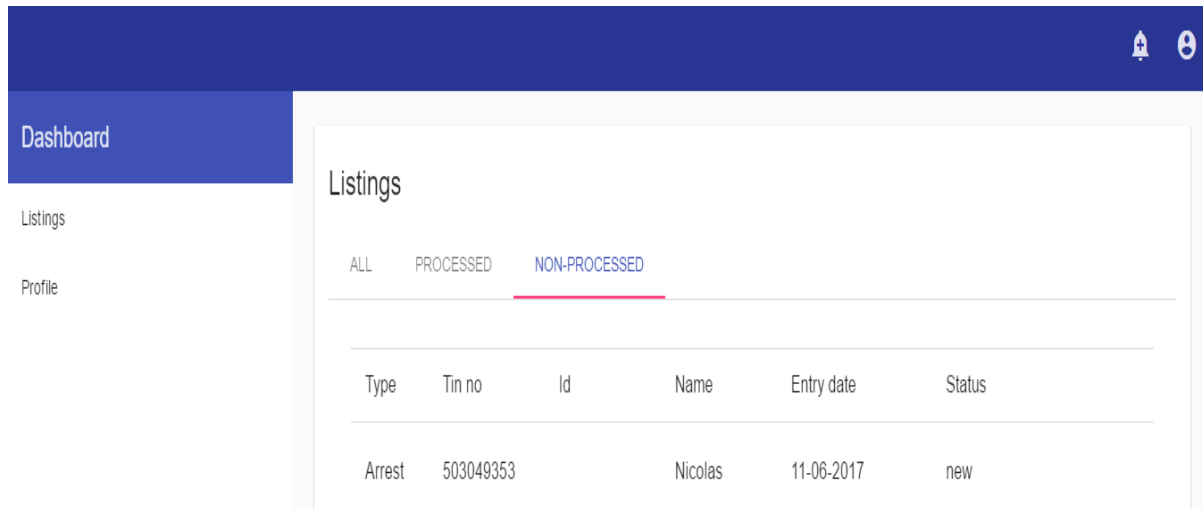 Dashboard
Listings
Profile
Listings
ALL PROCESSED NON-PROCESSED
Type Tin no Id Name Entry date Status
Arrest 503049353 Nicolas 11-06-2017 new